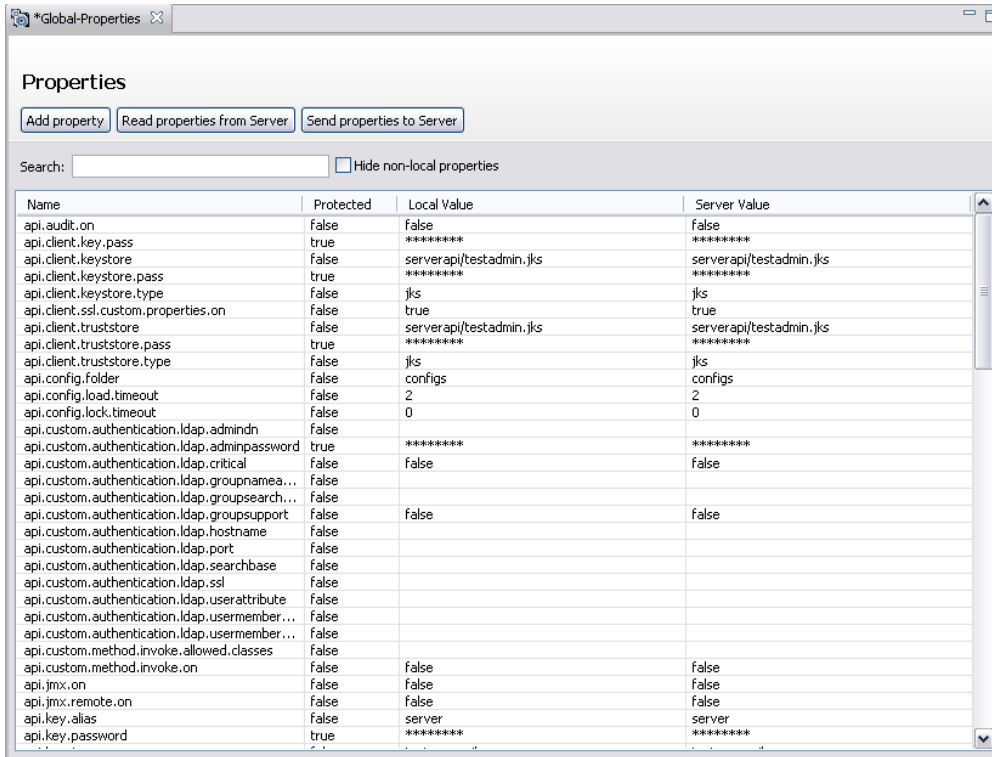 *Global-Properties
Properties
Add property Read properties from Server Send properties to Server
Search: Hide non-local properties
Name Protected Local Value Server Value
api.audit.on false false false
api.client.key.pass true ******** ********
api.client.keystore false serverapi/testadmin.jks serverapi/testadmin.jks
api.client.keystore.pass true ******** ********
api.client.keystore.type false jks jks
api.client.ssl.custom.properties.on false true true
api.client.truststore false serverapi/testadmin.jks serverapi/testadmin.jks
api.client.truststore.pass true ******** ********
api.client.truststore.type false jks jks
api.config.folder false configs configs
api.config.load.timeout false 2 2
api.config.lock.timeout false 0 0
api.custom.authentication.ldap.admindn false
api.custom.authentication.ldap.adminpassword true ******** ********
api.custom.authentication.ldap.critical false false false
api.custom.authentication.ldap.groupnamea... false
api.custom.authentication.ldap.groupsearch... false
api.custom.authentication.ldap.groupsupport false false false
api.custom.authentication.ldap.hostname false
api.custom.authentication.ldap.port false
api.custom.authentication.ldap.searchbase false
api.custom.authentication.ldap.ssl false
api.custom.authentication.ldap.userattribute false
api.custom.authentication.ldap.usermember... false
api.custom.authentication.ldap.usermember... false
api.custom.method.invoke.allowed.classes false
api.custom.method.invoke.on false false false
api.jmx.on false false false
api.jmx.remote.on false false false
api.key.alias false server server
api.key.password true ******** ********